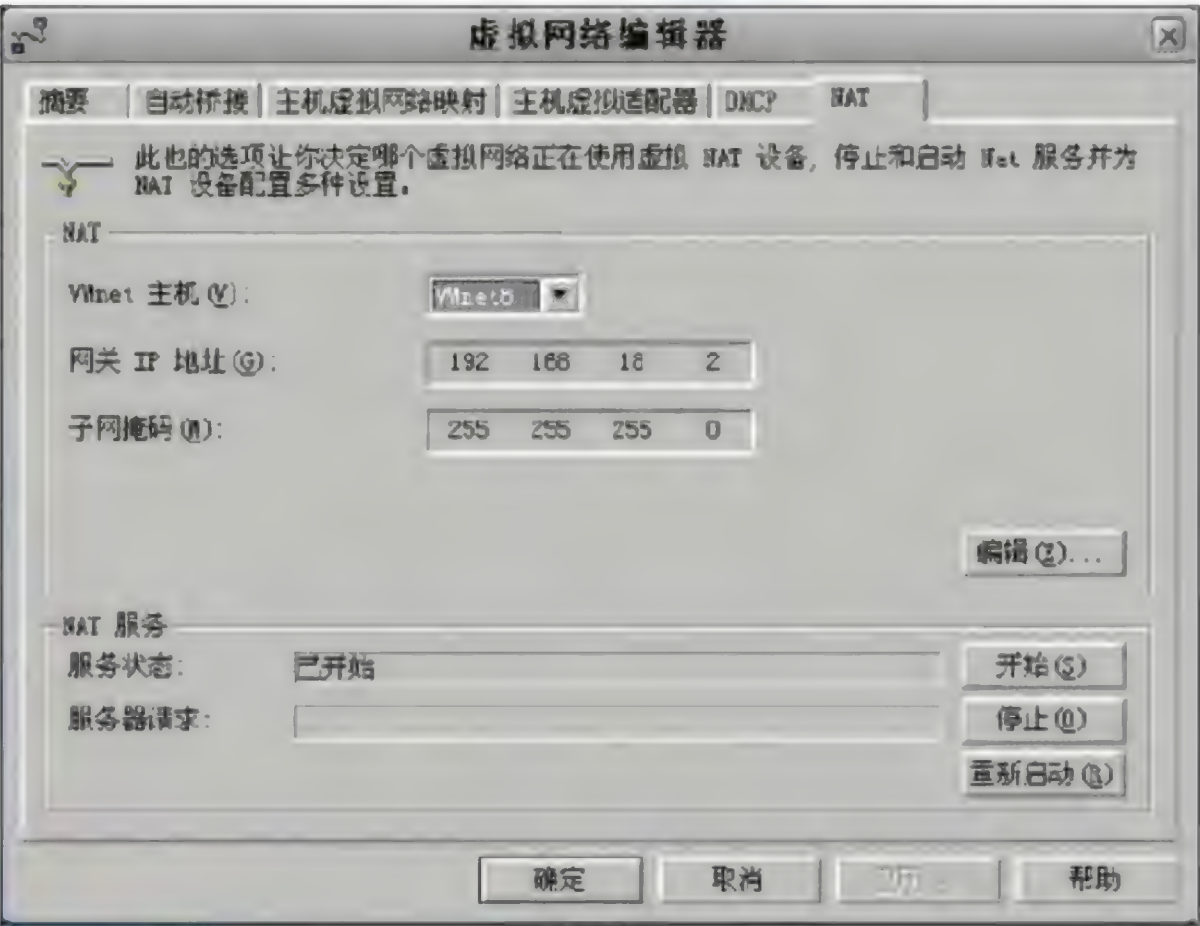 虚拟网络编辑器
摘要 自动桥接 主机虚拟网络映射 主机虚拟适配器 DHCP NAT
此也的选项让你决定哪个虚拟网络正在使用虚拟 NAT 设备, 停止和启动 Net 服务并为
NAT 设备配置多种设置。
NAT
VMnet 主机(V): VMnet8
网关 IP 地址(G): 192 168 18 2
子网掩码(M): 255 255 255 0
编辑(Z)...
NAT 服务
服务状态: 已开始 开始(S)
服务器请求: 停止(O)
重新启动(R)
确定 取消 帮助